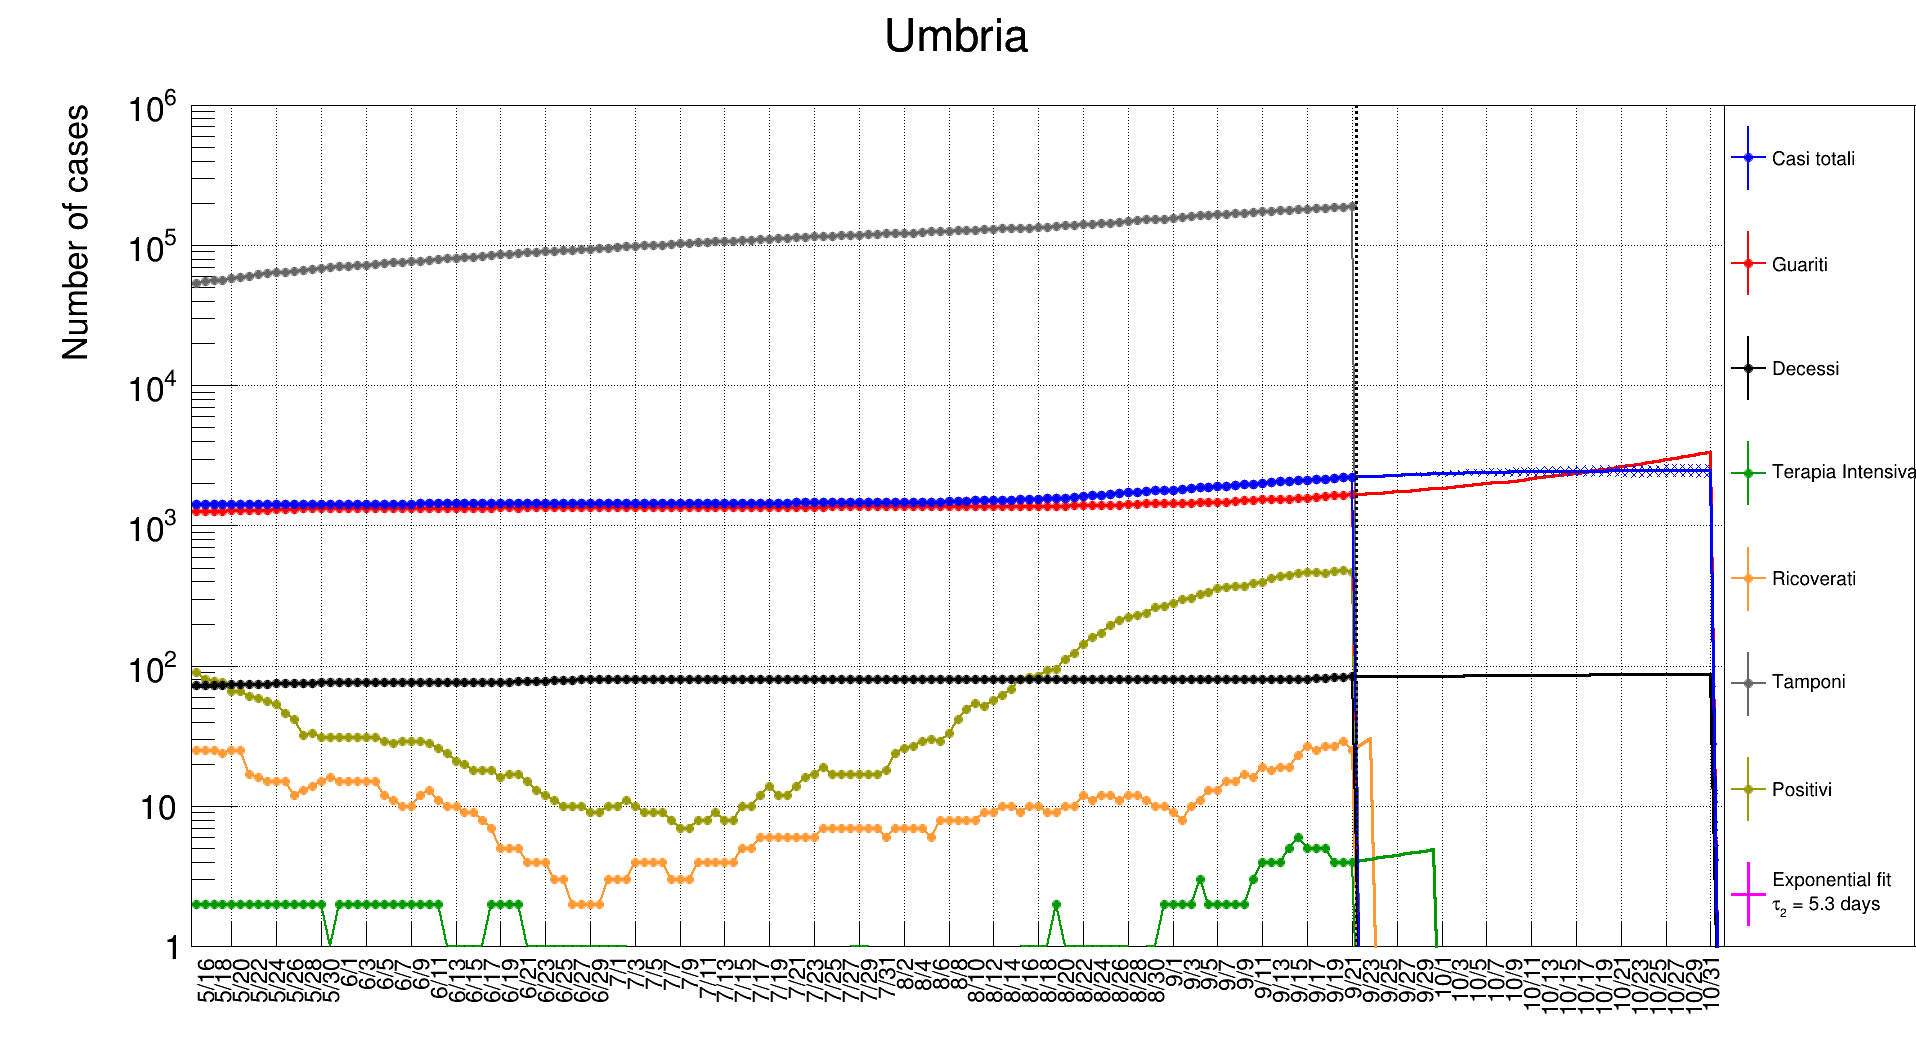 Umbria
Number of cases
10^6
10^5
10^4
10^3
10^2
10
1
5/16 5/18 5/20 5/22 5/24 5/26 5/28 5/30 6/1 6/3 6/5 6/7 6/9 6/11 6/13 6/15 6/17 6/19 6/21 6/23 6/25 6/27 6/29 7/1 7/3 7/5 7/7 7/9 7/11 7/13 7/15 7/17 7/19 7/21 7/23 7/25 7/27 7/29 7/31 8/2 8/4 8/6 8/8 8/10 8/12 8/14 8/16 8/18 8/20 8/22 8/24 8/26 8/28 8/30 9/1 9/3 9/5 9/7 9/9 9/11 9/13 9/15 9/17 9/19 9/21 9/23 9/25 9/27 9/29 10/1 10/3 10/5 10/7 10/9 10/11 10/13 10/15 10/17 10/19 10/21 10/23 10/25 10/27 10/29 10/31
Casi totali
Guariti
Decessi
Terapia Intensiva
Ricoverati
Tamponi
Positivi
Exponential fit
τ₂ = 5.3 days